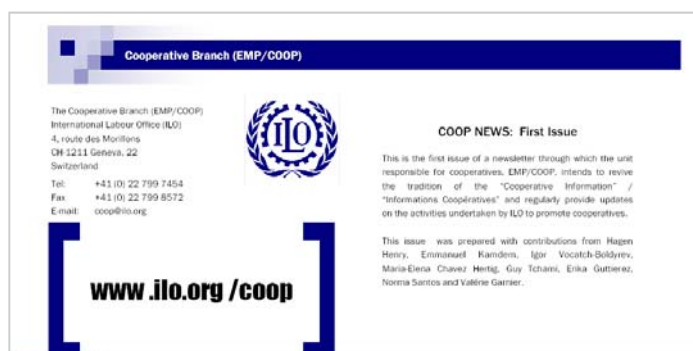 Cooperative Branch (EMP/COOP)
The Cooperative Branch (EMP/COOP)
International Labour Office (ILO)
4, route des Morillons
CH-1211 Geneva, 22
Switzerland
Tel: +41 (0) 22 799 7454
Fax +41 (0) 22 799 8572
E-mail: coop@ilo.org
ILO
www .ilo.org /coop
COOP NEWS: First Issue
This is the first issue of a newsletter through which the unit
responsible for cooperatives, EMP/COOP, intends to revive
the tradition of the "Cooperative Information" /
"Informations Coopératives" and regularly provide updates
on the activities undertaken by ILO to promote cooperatives.
This issue was prepared with contributions from Hagen
Henry, Emmanuel Kamdem, Igor Vocatch-Boldyrev,
Maria-Elena Chavez Hertig, Guy Tchami, Erika Guttierez,
Norma Santos and Valérie Garnier.